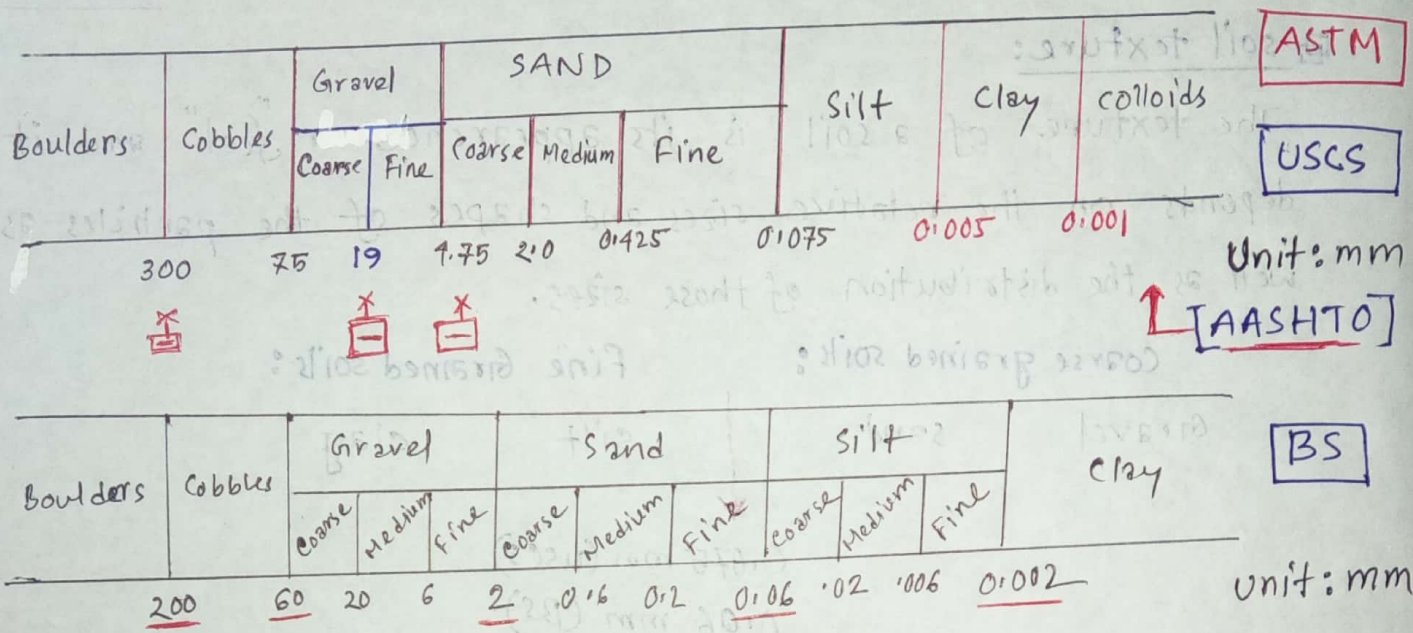 ASTM
Gravel SAND
Boulders Cobbles Silt Clay colloids
Coarse Fine Coarse Medium Fine
USCS
300 75 19 4.75 2.0 0.425 0.075 0.005 0.001
Unit: mm
[AASHTO]
Gravel Sand Silt
BS
Boulders Cobbles Clay
Coarse Medium Fine Coarse Medium Fine Coarse Medium Fine
200 60 20 6 2 0.6 0.2 0.06 .02 .006 0.002
unit: mm